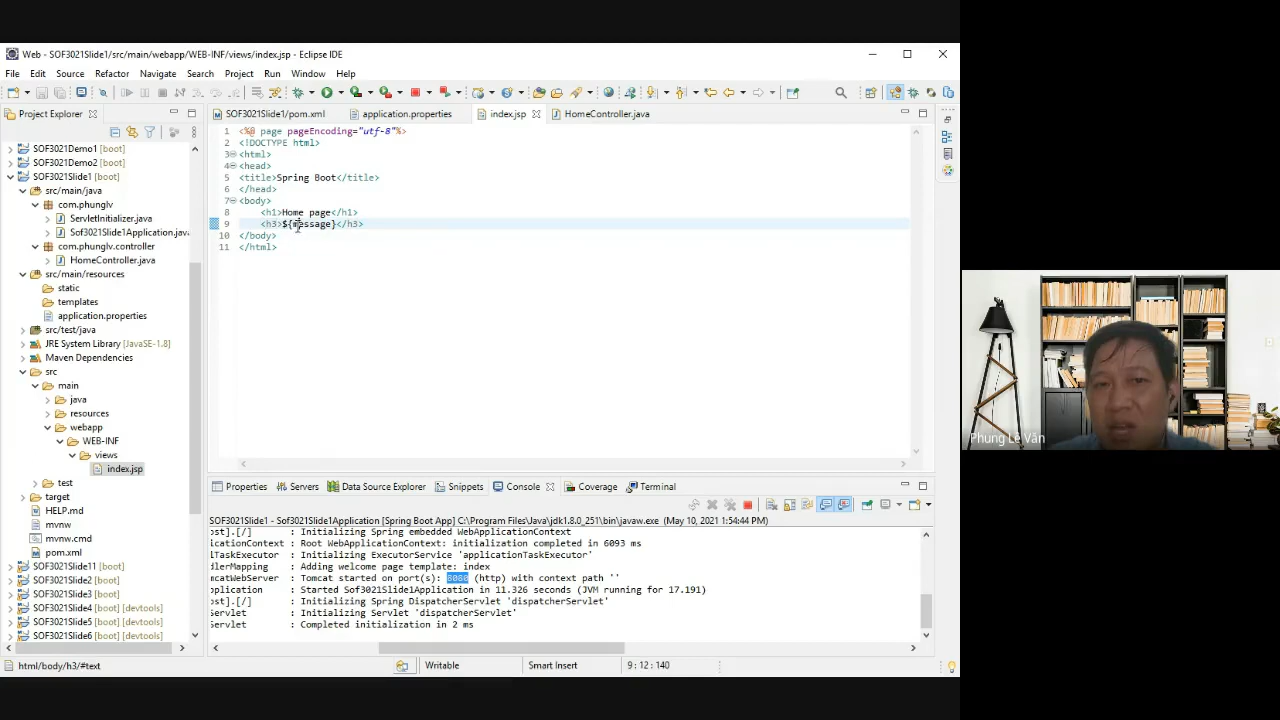 Web - SOF3021Slide1/src/main/webapp/WEB-INF/views/index.jsp - Eclipse IDE
File Edit Source Refactor Navigate Search Project Run Window Help
Project Explorer
SOF3021Slide1/pom.xml application.properties index.jsp HomeController.java
SOF3021Demo1 [boot]
SOF3021Demo2 [boot]
SOF3021Slide1 [boot]
src/main/java
com.phunglv
ServletInitializer.java
Sof3021Slide1Application.java
com.phunglv.controller
HomeController.java
src/main/resources
static
templates
application.properties
src/test/java
JRE System Library [JavaSE-1.8]
Maven Dependencies
src
main
java
resources
webapp
WEB-INF
views
index.jsp
test
target
HELP.md
mvnw
mvnw.cmd
pom.xml
SOF3021Slide11 [boot]
SOF3021Slide2 [boot]
SOF3021Slide3 [boot]
SOF3021Slide4 [boot] [devtools]
SOF3021Slide5 [boot] [devtools]
SOF3021Slide6 [boot] [devtools]
1 <%@ page pageEncoding="utf-8"%>
2 <!DOCTYPE html>
3 <html>
4 <head>
5 <title>Spring Boot</title>
6 </head>
7 <body>
8 <h1>Home page</h1>
9 <h3>${message}</h3>
10 </body>
11 </html>
Properties Servers Data Source Explorer Snippets Console Coverage Terminal
SOF3021Slide1 - Sof3021Slide1Application [Spring Boot App] C:\Program Files\Java\jdk1.8.0_251\bin\javaw.exe (May 10, 2021 1:54:44 PM)
ost].[/] : Initializing Spring embedded WebApplicationContext
licationContext : Root WebApplicationContext: initialization completed in 6093 ms
lTaskExecutor : Initializing ExecutorService 'applicationTaskExecutor'
dlerMapping : Adding welcome page template: index
mcatWebServer : Tomcat started on port(s): 8080 (http) with context path ''
pplication : Started Sof3021Slide1Application in 11.326 seconds (JVM running for 17.191)
ost].[/] : Initializing Spring DispatcherServlet 'dispatcherServlet'
Servlet : Initializing Servlet 'dispatcherServlet'
Servlet : Completed initialization in 2 ms
html/body/h3/#text Writable Smart Insert 9 : 12 : 140
Phung Lê Văn